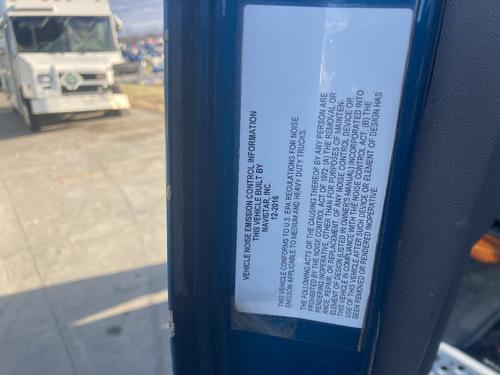 VEHICLE NOISE EMISSION CONTROL INFORMATION
THIS VEHICLE BUILT BY
NAVISTAR, INC.
12-2016
THIS VEHICLE CONFORMS TO U.S. EPA REGULATIONS FOR NOISE
EMISSION APPLICABLE TO MEDIUM AND HEAVY DUTY TRUCKS.
THE FOLLOWING ACTS OR THE CAUSING THEREOF BY ANY PERSON ARE
PROHIBITED BY THE NOISE CONTROL ACT OF 1972: (A) THE REMOVAL OR
RENDERING INOPERATIVE, OTHER THAN FOR PURPOSES OF MAINTEN-
ANCE, REPAIR, OR REPLACEMENT, OF ANY NOISE CONTROL DEVICE OR
ELEMENT OF DESIGN (LISTED IN OWNER'S MANUAL) INCORPORATED INTO
THIS VEHICLE IN COMPLIANCE WITH THE NOISE CONTROL ACT. (B) THE
USE OF THIS VEHICLE AFTER SUCH DEVICE OR ELEMENT OF DESIGN HAS
BEEN REMOVED OR RENDERED INOPERATIVE.